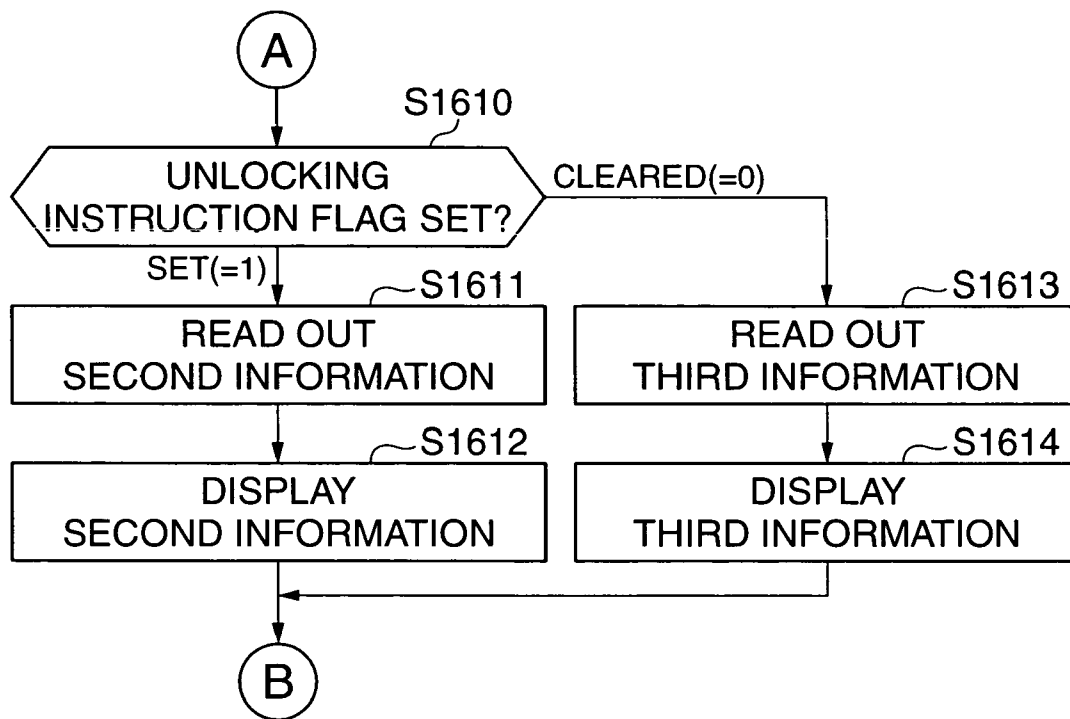 A
S1610
UNLOCKING
INSTRUCTION FLAG SET?
CLEARED(=0)
SET(=1)
S1611
READ OUT
SECOND INFORMATION
S1613
READ OUT
THIRD INFORMATION
S1612
DISPLAY
SECOND INFORMATION
S1614
DISPLAY
THIRD INFORMATION
B